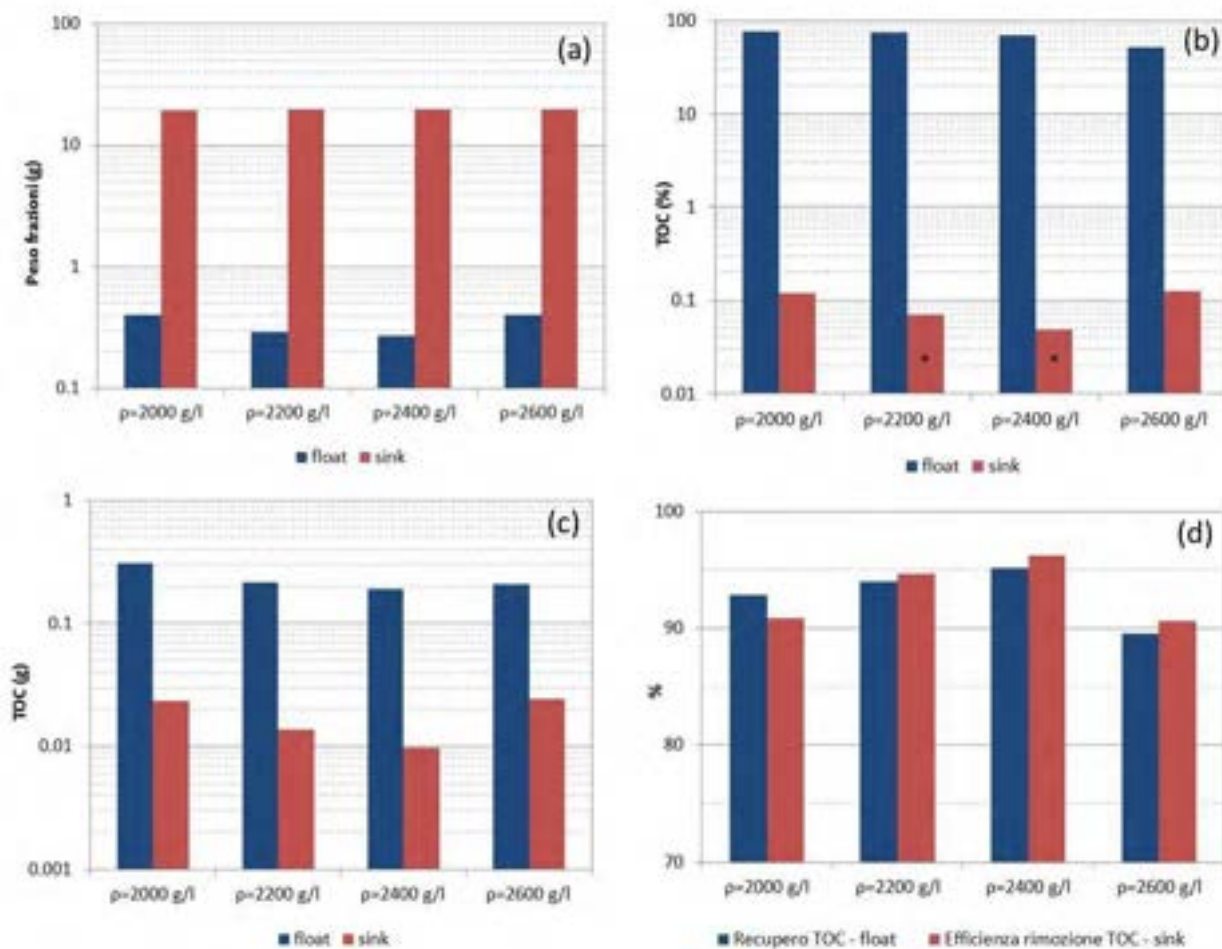 (a)
Peso frazioni (g)
100
10
1
0.1
ρ=2000 g/l ρ=2200 g/l ρ=2400 g/l ρ=2600 g/l
float sink
(b)
TOC (%)
100
10
1
0.1
0.01
ρ=2000 g/l ρ=2200 g/l ρ=2400 g/l ρ=2600 g/l
float sink
(c)
TOC (g)
1
0.1
0.01
0.001
ρ=2000 g/l ρ=2200 g/l ρ=2400 g/l ρ=2600 g/l
float sink
(d)
%
100
90
80
70
ρ=2000 g/l ρ=2200 g/l ρ=2400 g/l ρ=2600 g/l
Recupero TOC - float Efficienza rimozione TOC - sink